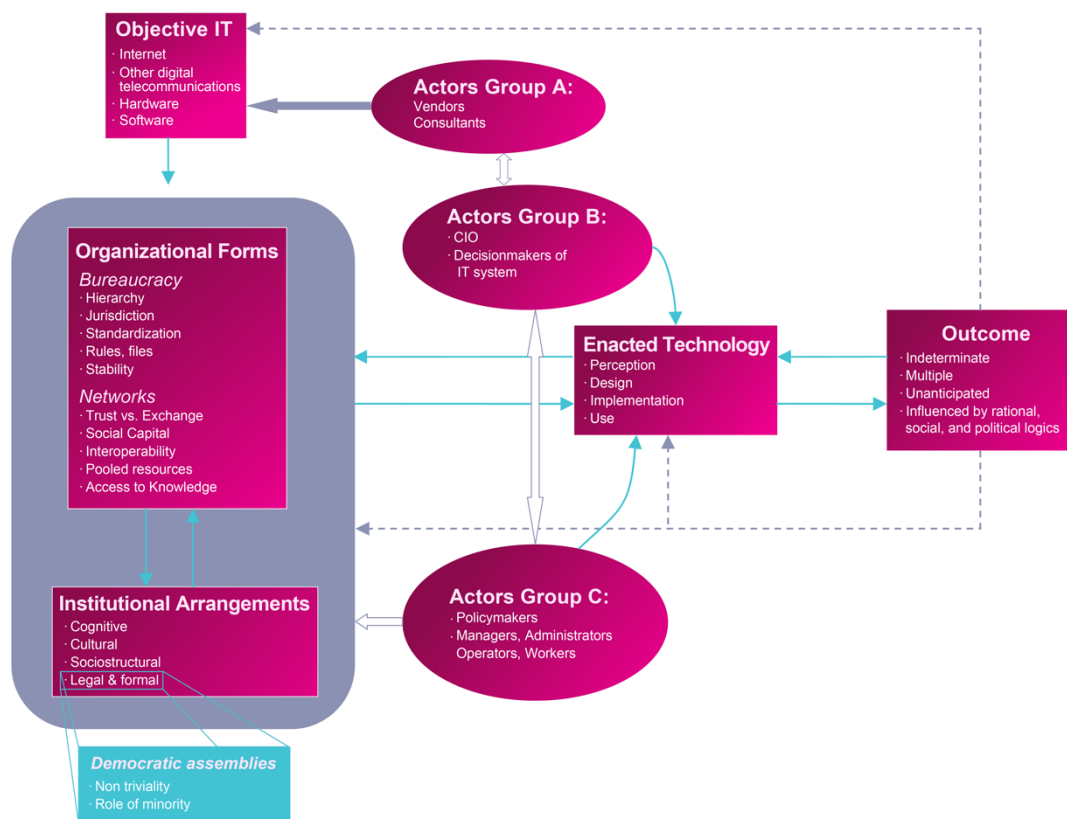 Objective IT
· Internet
· Other digital
telecommunications
· Hardware
· Software
Actors Group A:
Vendors
Consultants
Actors Group B:
· CIO
· Decisionmakers of
IT system
Organizational Forms
Bureaucracy
· Hierarchy
· Jurisdiction
· Standardization
· Rules, files
· Stability
Networks
· Trust vs. Exchange
· Social Capital
· Interoperability
· Pooled resources
· Access to Knowledge
Enacted Technology
· Perception
· Design
· Implementation
· Use
Outcome
· Indeterminate
· Multiple
· Unanticipated
· Influenced by rational,
social, and political logics
Institutional Arrangements
· Cognitive
· Cultural
· Sociostructural
· Legal & formal
Actors Group C:
· Policymakers
· Managers, Administrators
Operators, Workers
Democratic assemblies
· Non triviality
· Role of minority